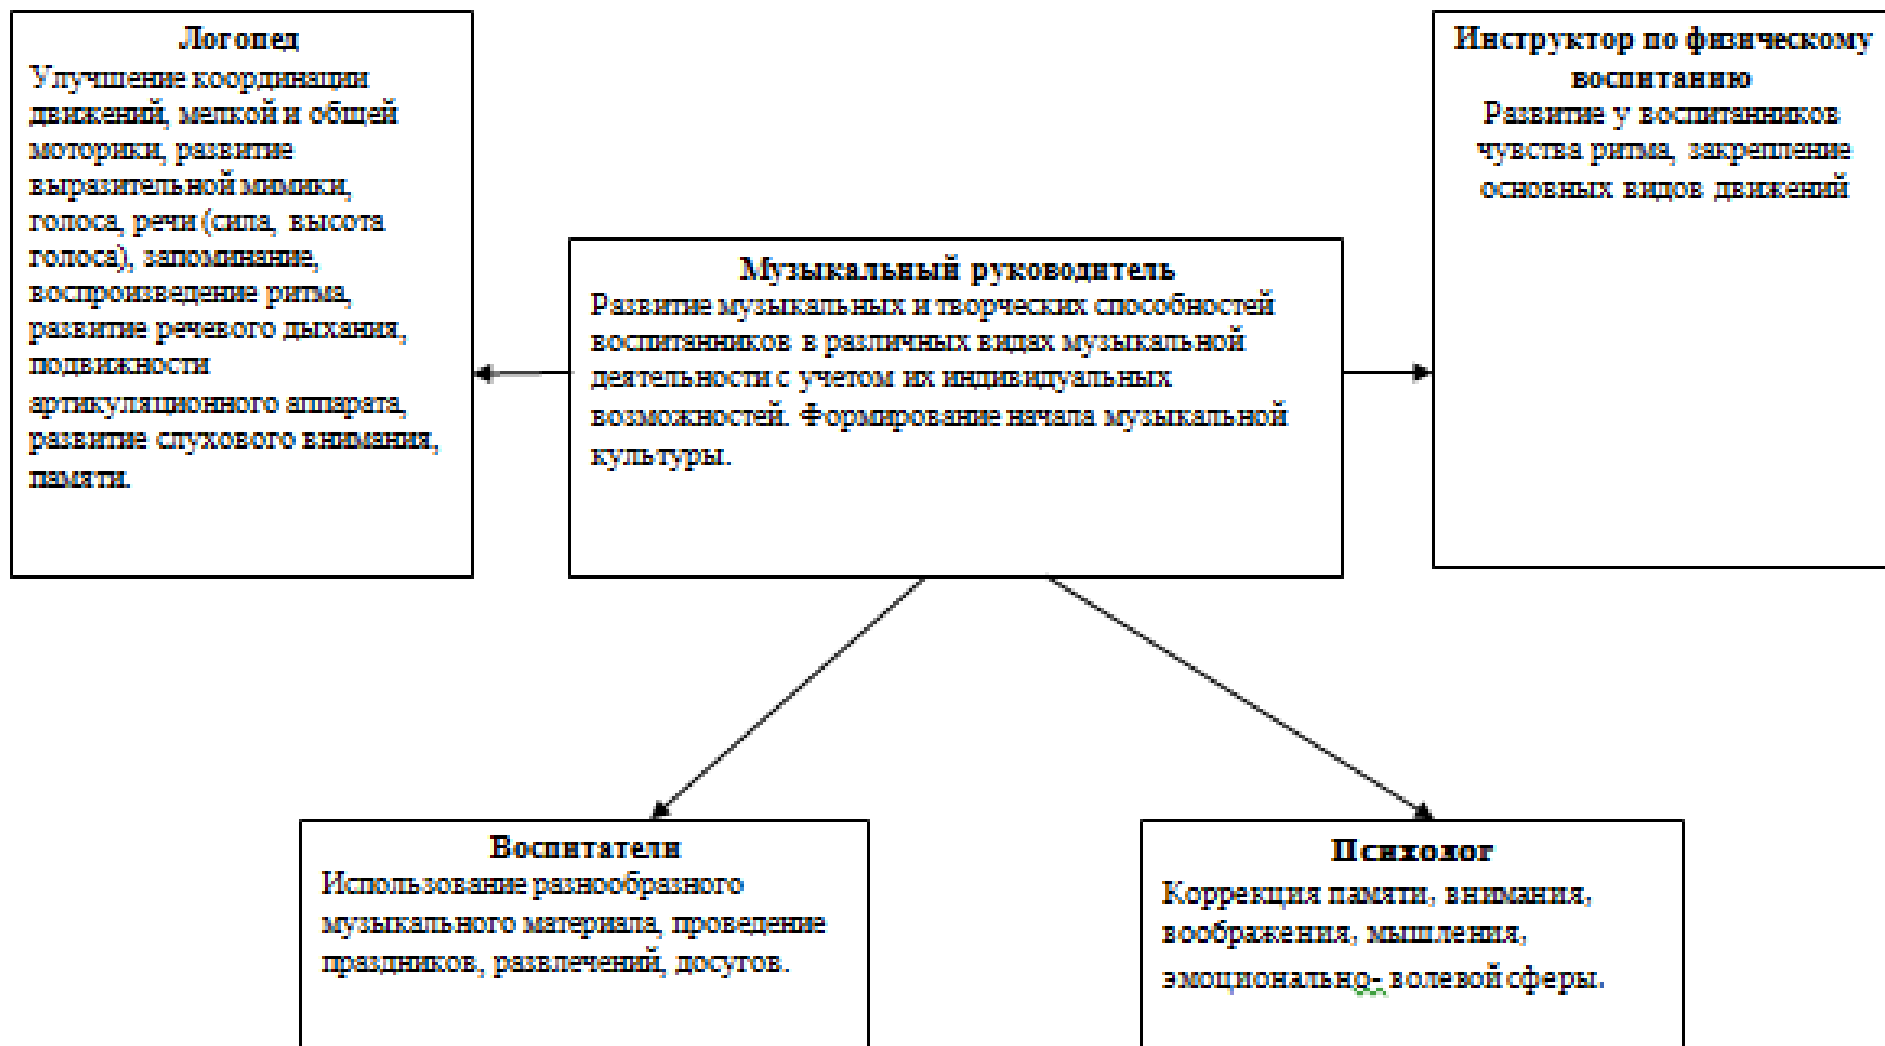 Логопед
Улучшение координации
движений, мелкой и общей
моторики, развитие
выразительной мимики,
голоса, речи (сила, высота
голоса), запоминание,
воспроизведение ритма,
развитие речевого дыхания,
подвижности
артикуляционного аппарата,
развитие слухового внимания,
памяти.
Инструктор по физическому
воспитанию
Развитие у воспитанников
чувства ритма, закрепление
основных видов движений
Музыкальный руководитель
Развитие музыкальных и творческих способностей
воспитанников в различных видах музыкальной
деятельности с учетом их индивидуальных
возможностей. Формирование начала музыкальной
культуры.
Воспитатели
Использование разнообразного
музыкального материала, проведение
праздников, развлечений, досугов.
Психолог
Коррекция памяти, внимания,
воображения, мышления,
эмоционально- волевой сферы.